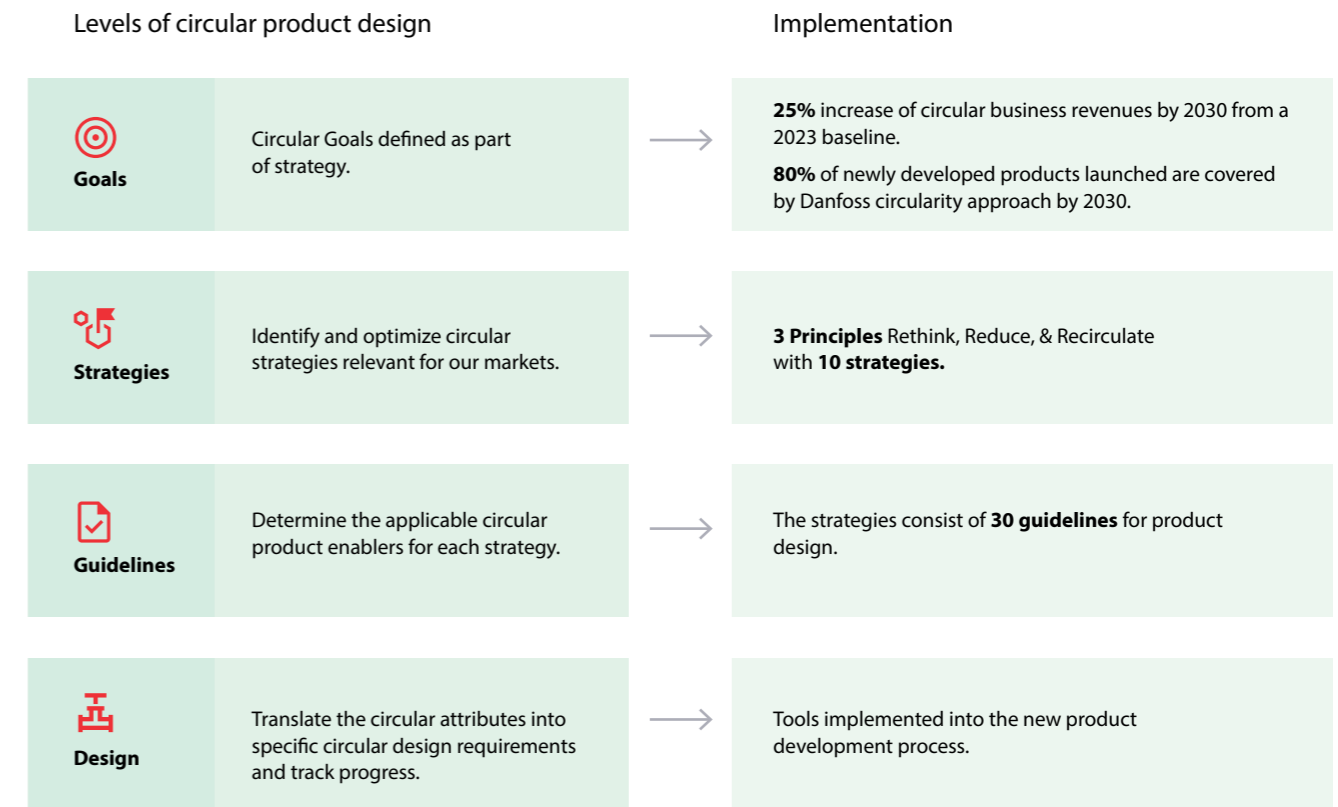 Levels of circular product design
Implementation
Goals
Circular Goals defined as part
of strategy.
25% increase of circular business revenues by 2030 from a
2023 baseline.
80% of newly developed products launched are covered
by Danfoss circularity approach by 2030.
Strategies
Identify and optimize circular
strategies relevant for our markets.
3 Principles Rethink, Reduce, & Recirculate
with 10 strategies.
Guidelines
Determine the applicable circular
product enablers for each strategy.
The strategies consist of 30 guidelines for product
design.
Design
Translate the circular attributes into
specific circular design requirements
and track progress.
Tools implemented into the new product
development process.